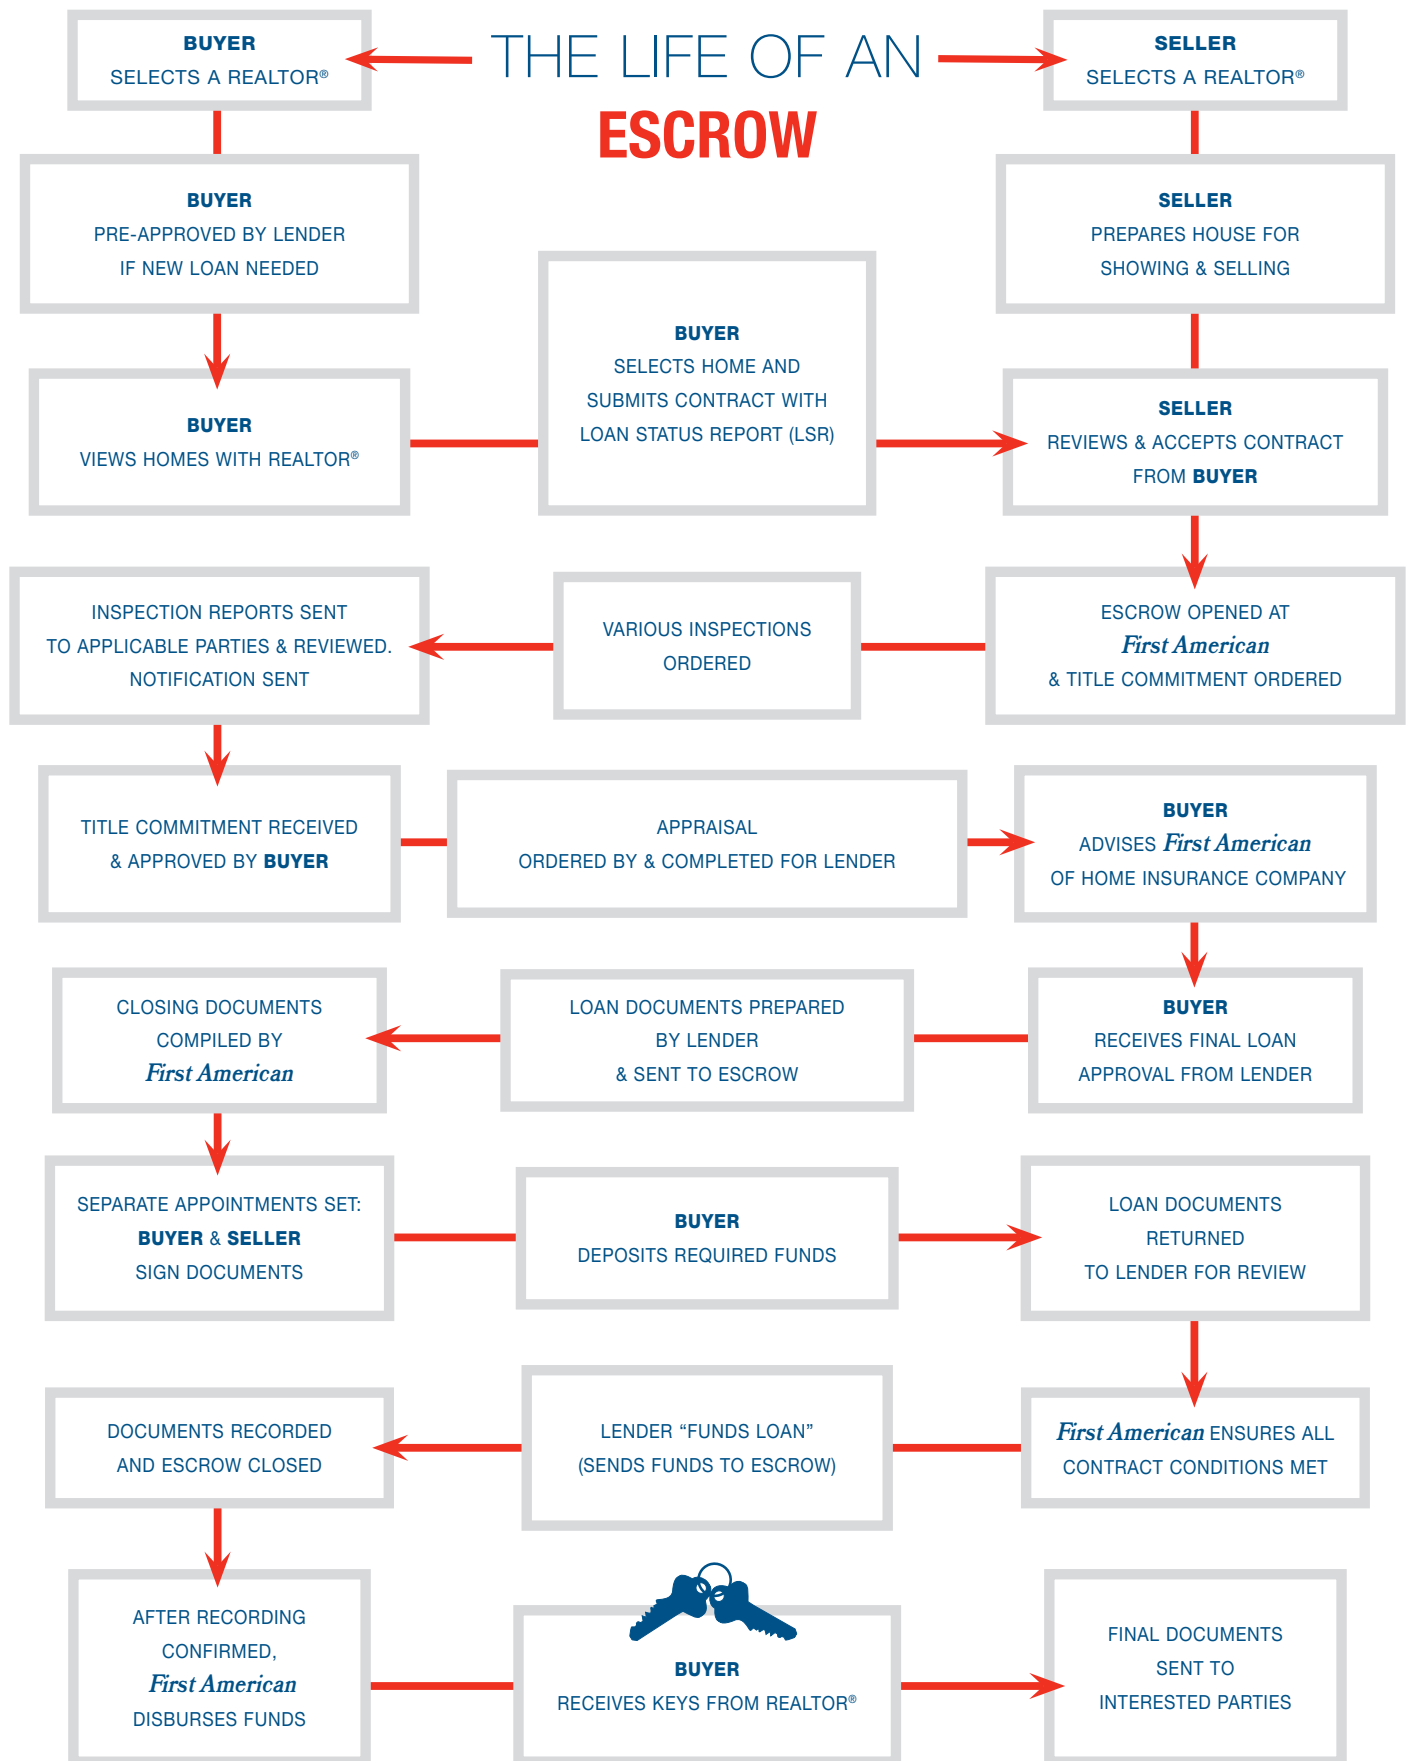 THE LIFE OF AN
ESCROW
BUYER
SELECTS A REALTOR®
SELLER
SELECTS A REALTOR®
BUYER
PRE-APPROVED BY LENDER
IF NEW LOAN NEEDED
SELLER
PREPARES HOUSE FOR
SHOWING & SELLING
BUYER
VIEWS HOMES WITH REALTOR®
BUYER
SELECTS HOME AND
SUBMITS CONTRACT WITH
LOAN STATUS REPORT (LSR)
SELLER
REVIEWS & ACCEPTS CONTRACT
FROM BUYER
ESCROW OPENED AT
First American
& TITLE COMMITMENT ORDERED
VARIOUS INSPECTIONS
ORDERED
INSPECTION REPORTS SENT
TO APPLICABLE PARTIES & REVIEWED.
NOTIFICATION SENT
TITLE COMMITMENT RECEIVED
& APPROVED BY BUYER
APPRAISAL
ORDERED BY & COMPLETED FOR LENDER
BUYER
ADVISES First American
OF HOME INSURANCE COMPANY
BUYER
RECEIVES FINAL LOAN
APPROVAL FROM LENDER
LOAN DOCUMENTS PREPARED
BY LENDER
& SENT TO ESCROW
CLOSING DOCUMENTS
COMPILED BY
First American
SEPARATE APPOINTMENTS SET:
BUYER & SELLER
SIGN DOCUMENTS
BUYER
DEPOSITS REQUIRED FUNDS
LOAN DOCUMENTS
RETURNED
TO LENDER FOR REVIEW
First American ENSURES ALL
CONTRACT CONDITIONS MET
LENDER “FUNDS LOAN”
(SENDS FUNDS TO ESCROW)
DOCUMENTS RECORDED
AND ESCROW CLOSED
AFTER RECORDING
CONFIRMED,
First American
DISBURSES FUNDS
BUYER
RECEIVES KEYS FROM REALTOR®
FINAL DOCUMENTS
SENT TO
INTERESTED PARTIES